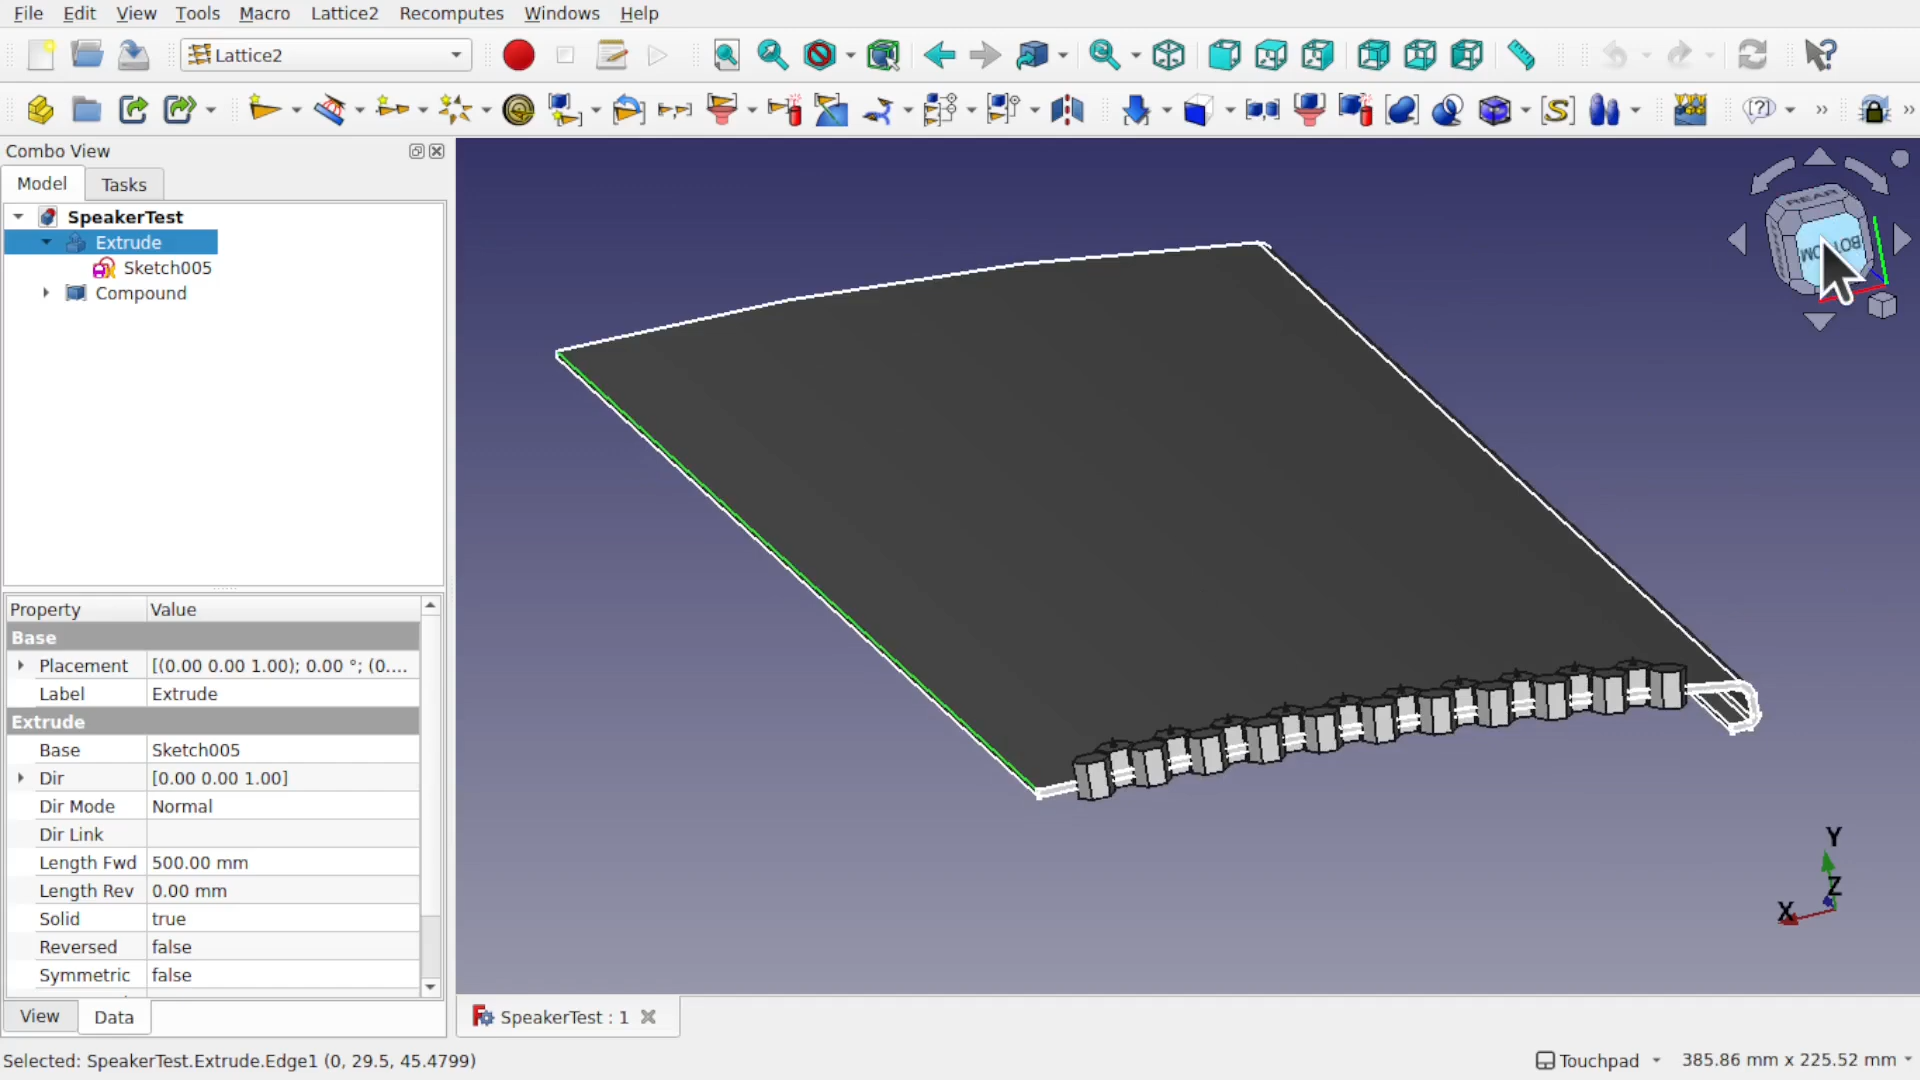 File Edit View Tools Macro Lattice2 Recomputes Windows Help
Lattice2
Combo View
Model Tasks
SpeakerTest
Extrude
Sketch005
Compound
Property Value
Base
Placement [(0.00 0.00 1.00); 0.00 °; (0....
Label Extrude
Extrude
Base Sketch005
Dir [0.00 0.00 1.00]
Dir Mode Normal
Dir Link
Length Fwd 500.00 mm
Length Rev 0.00 mm
Solid true
Reversed false
Symmetric false
View Data
REAR
BOTTOM
Y
Z
X
SpeakerTest : 1
Selected: SpeakerTest.Extrude.Edge1 (0, 29.5, 45.4799)
Touchpad 385.86 mm x 225.52 mm